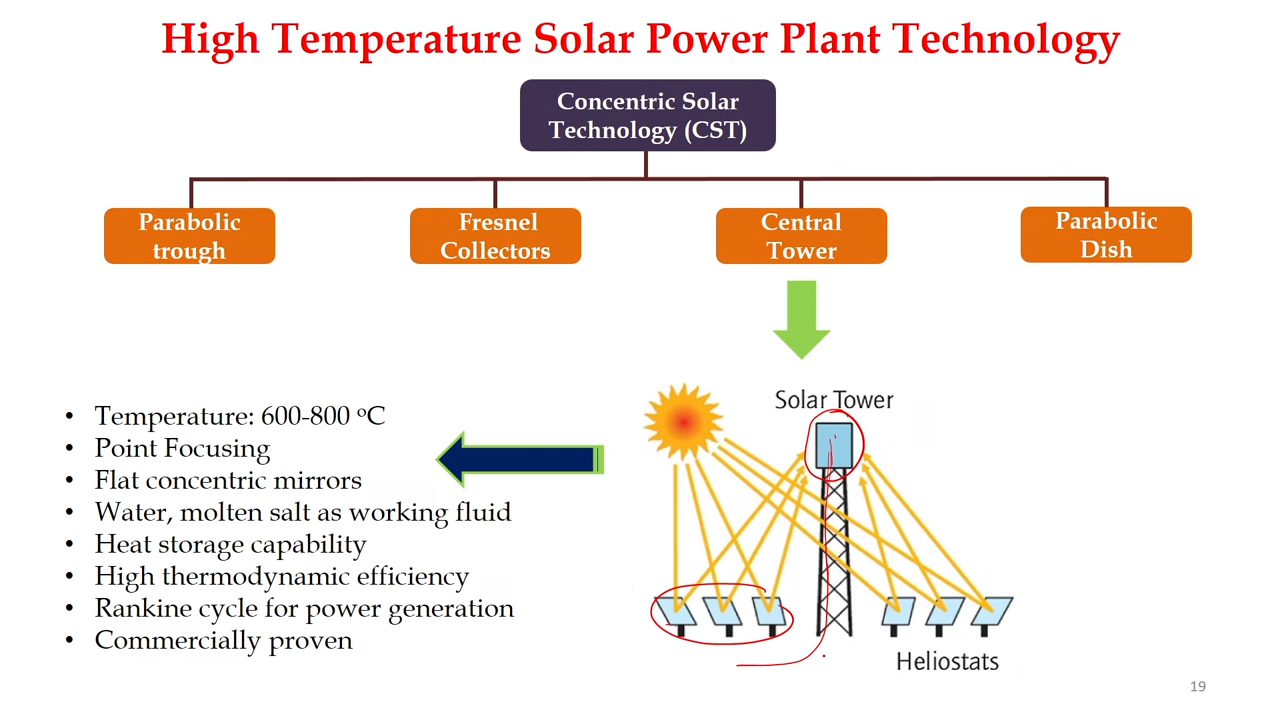 High Temperature Solar Power Plant Technology
Concentric Solar
Technology (CST)
Parabolic
trough
Fresnel
Collectors
Central
Tower
Parabolic
Dish
• Temperature: 600-800 ºC
• Point Focusing
• Flat concentric mirrors
• Water, molten salt as working fluid
• Heat storage capability
• High thermodynamic efficiency
• Rankine cycle for power generation
• Commercially proven
Solar Tower
Heliostats
19